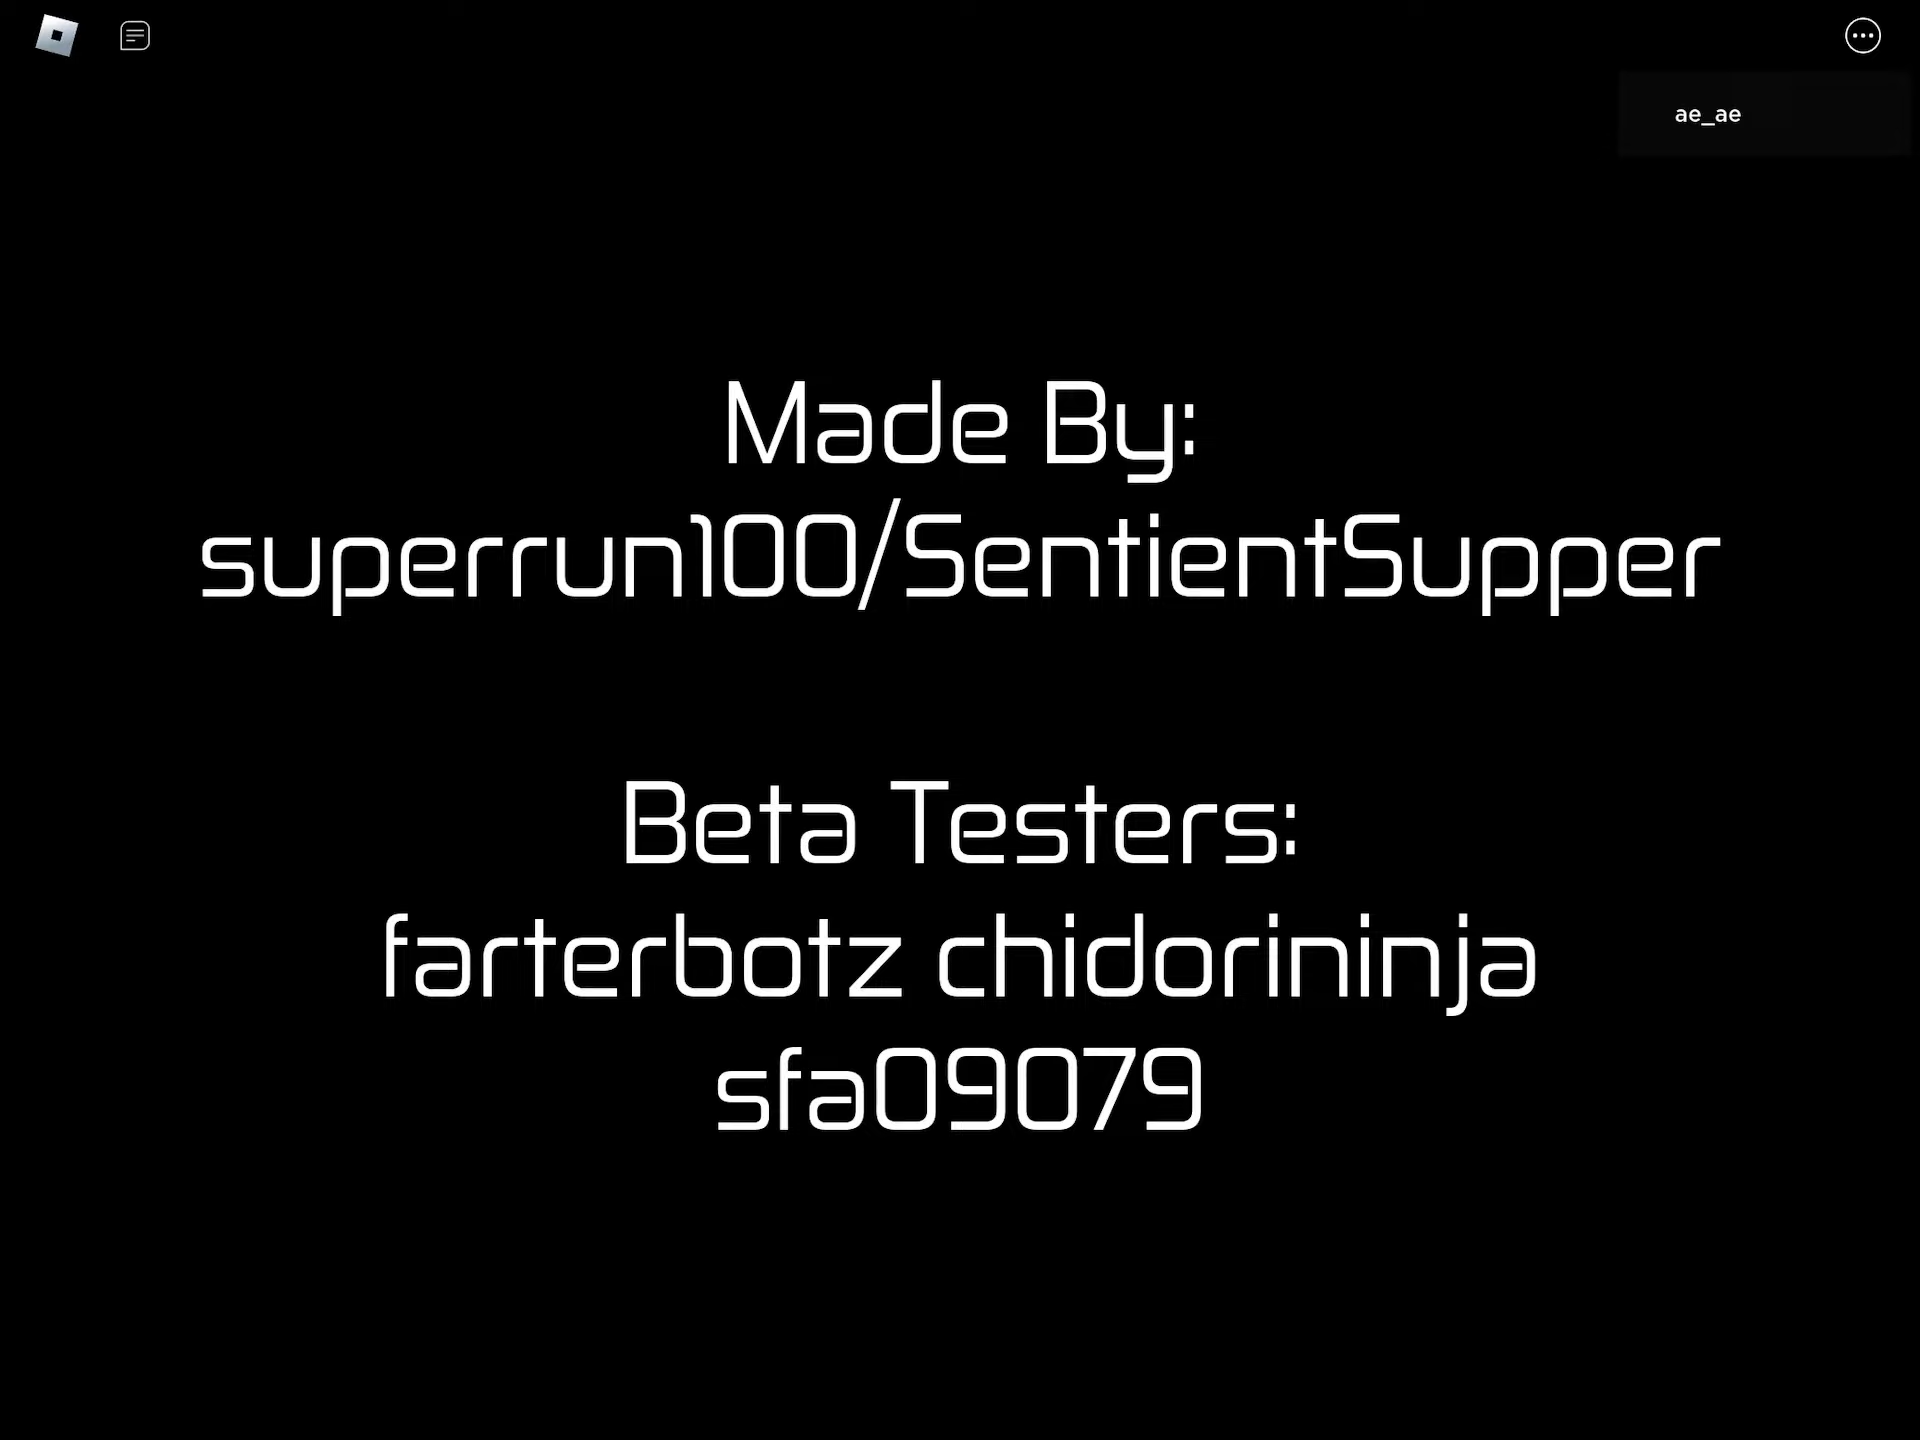 ae_ae
Made By:
superrun100/SentientSupper
Beta Testers:
farterbotz chidorininja
sfa09079